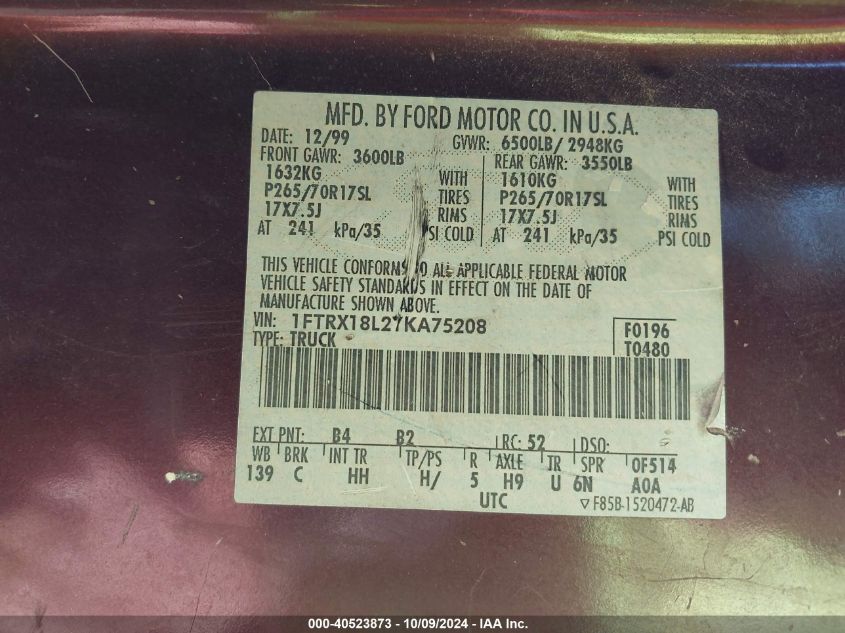 MFD. BY FORD MOTOR CO. IN U.S.A.
DATE: 12/99 GVWR: 6500LB/ 2948KG
FRONT GAWR: 3600LB REAR GAWR: 3550LB
1632KG WITH 1610KG WITH
P265/70R17SL TIRES P265/70R17SL TIRES
17X7.5J RIMS 17X7.5J RIMS
AT 241 kPa/35 PSI COLD AT 241 kPa/35 PSI COLD
THIS VEHICLE CONFORMS TO ALL APPLICABLE FEDERAL MOTOR
VEHICLE SAFETY STANDARDS IN EFFECT ON THE DATE OF
MANUFACTURE SHOWN ABOVE.
VIN: 1FTRX18L2YKA75208 F0196
TYPE: TRUCK T0480
EXT PNT: B4 B2 RC: 52 DSO:
WB BRK INT TR TP/PS R AXLE TR SPR 0F514
139 C HH H/ 5 H9 U 6N A0A
UTC ▽ F85B-1520472-AB
000-40523873 - 10/09/2024 - IAA Inc.